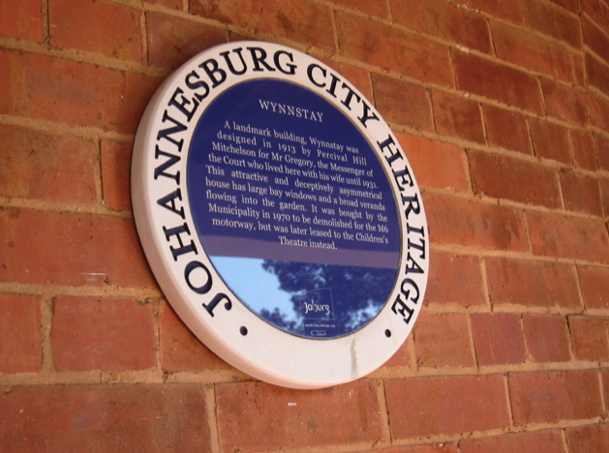 JOHANNESBURG CITY HERITAGE
WYNNSTAY
A landmark building, Wynnstay was
designed in 1913 by Percival Hill
Mitchelson for Mr Gregory, the Messenger of
the Court who lived here with his wife until 1931.
This attractive and deceptively asymmetrical
house has large bay windows and a broad veranda
flowing into the garden. It was bought by the
Municipality in 1970 to be demolished for the M6
motorway, but was later leased to the Children's
Theatre instead.
Joburg